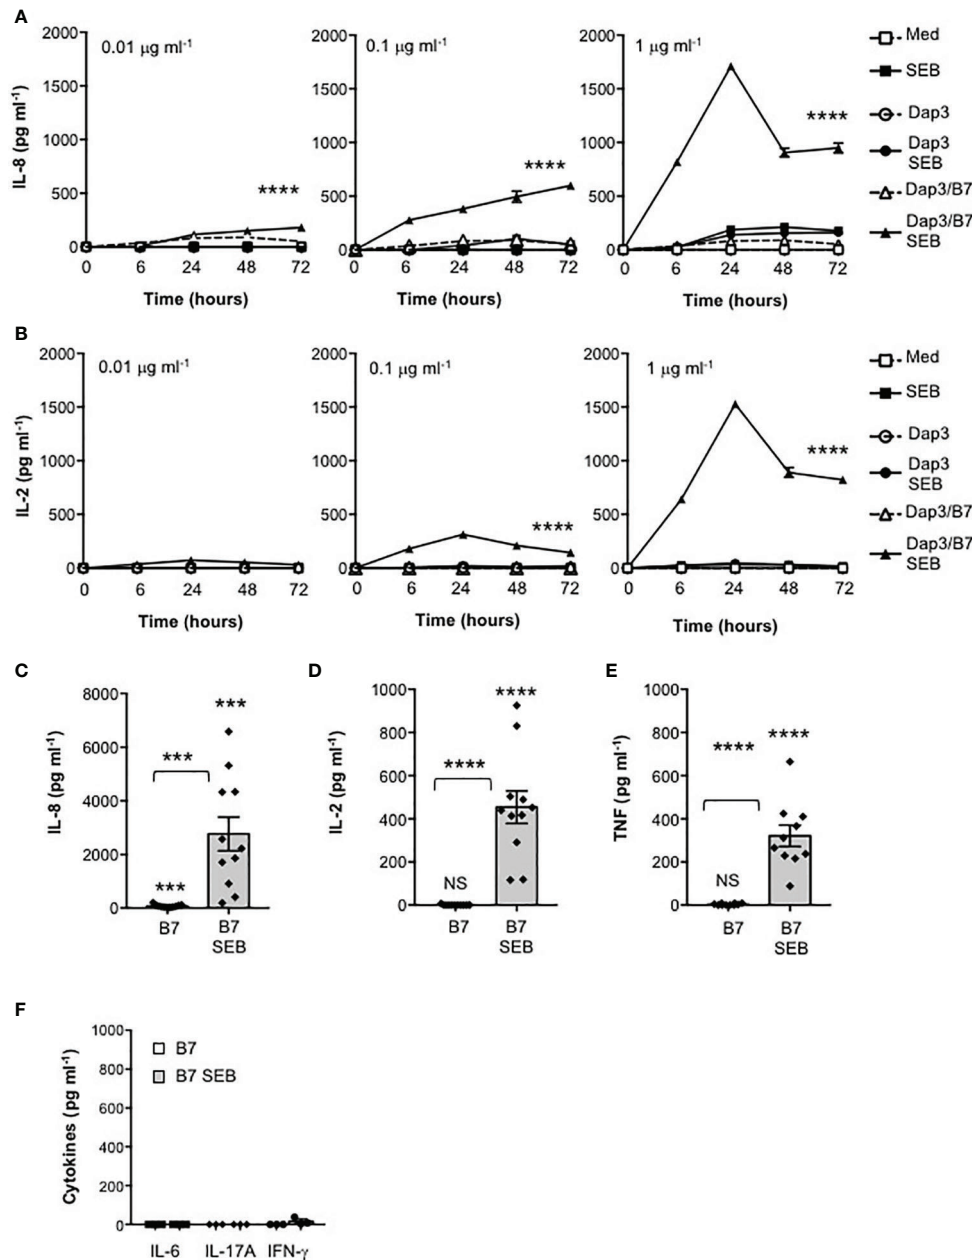 A
IL-8 (pg ml⁻¹)
2000
1500
1000
500
0
0.01 μg ml⁻¹
****
0 6 24 48 72
Time (hours)
2000
1500
1000
500
0
0.1 μg ml⁻¹
****
0 6 24 48 72
Time (hours)
2000
1500
1000
500
0
1 μg ml⁻¹
****
0 6 24 48 72
Time (hours)
Med
SEB
Dap3
Dap3
SEB
Dap3/B7
Dap3/B7
SEB
B
IL-2 (pg ml⁻¹)
2000
1500
1000
500
0
0.01 μg ml⁻¹
0 6 24 48 72
Time (hours)
2000
1500
1000
500
0
0.1 μg ml⁻¹
****
0 6 24 48 72
Time (hours)
2000
1500
1000
500
0
1 μg ml⁻¹
****
0 6 24 48 72
Time (hours)
Med
SEB
Dap3
Dap3
SEB
Dap3/B7
Dap3/B7
SEB
C
IL-8 (pg ml⁻¹)
8000
6000
4000
2000
0
***
***
***
B7 B7
SEB
D
IL-2 (pg ml⁻¹)
1000
800
600
400
200
0
****
****
NS
B7 B7
SEB
E
TNF (pg ml⁻¹)
1000
800
600
400
200
0
****
****
NS
B7 B7
SEB
F
Cytokines (pg ml⁻¹)
1000
800
600
400
200
0
B7
B7 SEB
IL-6 IL-17A IFN-γ